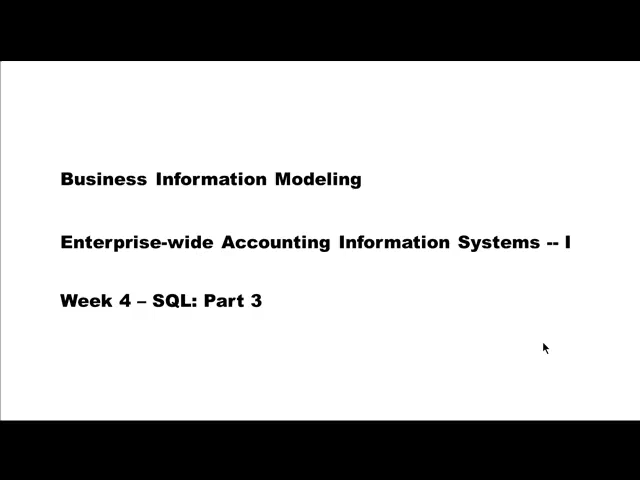 Business Information Modeling
Enterprise-wide Accounting Information Systems -- I
Week 4 – SQL: Part 3